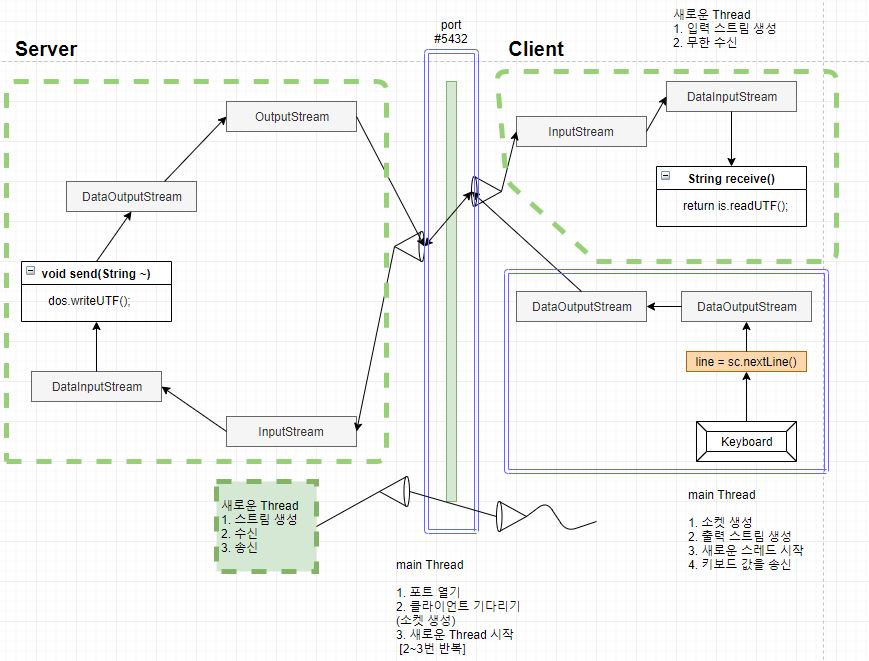 Server
OutputStream
DataOutputStream
void send(String ~)
dos.writeUTF();
DataInputStream
InputStream
port
#5432
Client
새로운 Thread
1. 입력 스트림 생성
2. 무한 수신
DataInputStream
InputStream
String receive()
return is.readUTF();
DataOutputStream
DataOutputStream
line = sc.nextLine()
Keyboard
새로운 Thread
1. 스트림 생성
2. 수신
3. 송신
main Thread
1. 포트 열기
2. 클라이언트 기다리기
(소켓 생성)
3. 새로운 Thread 시작
[2~3번 반복]
main Thread
1. 소켓 생성
2. 출력 스트림 생성
3. 새로운 스레드 시작
4. 키보드 값을 송신